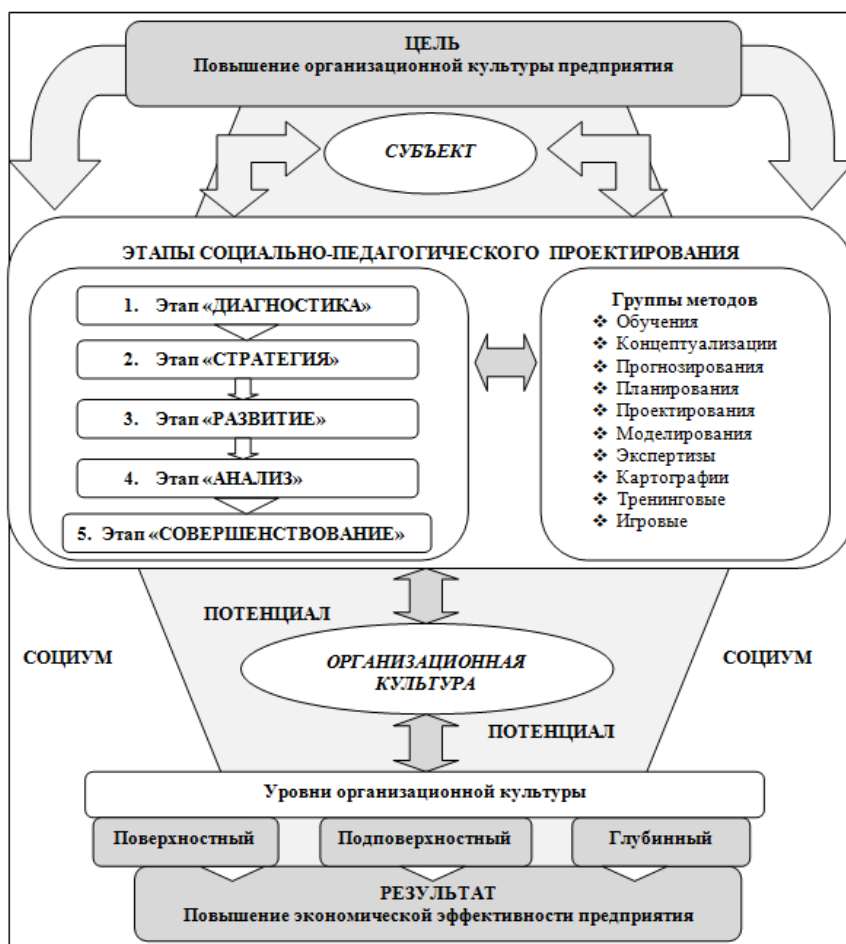 ЦЕЛЬ
Повышение организационной культуры предприятия
СУБЪЕКТ
ЭТАПЫ СОЦИАЛЬНО-ПЕДАГОГИЧЕСКОГО ПРОЕКТИРОВАНИЯ
1. Этап «ДИАГНОСТИКА»
2. Этап «СТРАТЕГИЯ»
3. Этап «РАЗВИТИЕ»
4. Этап «АНАЛИЗ»
5. Этап «СОВЕРШЕНСТВОВАНИЕ»
Группы методов
❖ Обучения
❖ Концептуализации
❖ Прогнозирования
❖ Планирования
❖ Проектирования
❖ Моделирования
❖ Экспертизы
❖ Картографии
❖ Тренинговые
❖ Игровые
ПОТЕНЦИАЛ
СОЦИУМ
ОРГАНИЗАЦИОННАЯ
КУЛЬТУРА
СОЦИУМ
ПОТЕНЦИАЛ
Уровни организационной культуры
Поверхностный
Подповерхностный
Глубинный
РЕЗУЛЬТАТ
Повышение экономической эффективности предприятия